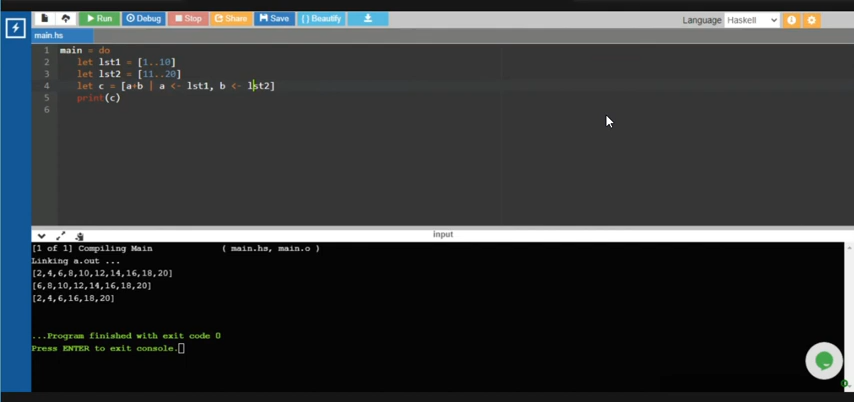 Run Debug Stop Share Save { } Beautify Language Haskell
main.hs
1 main = do
2 let lst1 = [1..10]
3 let lst2 = [11..20]
4 let c = [a+b | a <- lst1, b <- lst2]
5 print(c)
6
input
[1 of 1] Compiling Main ( main.hs, main.o )
Linking a.out ...
[2,4,6,8,10,12,14,16,18,20]
[6,8,10,12,14,16,18,20]
[2,4,6,16,18,20]
...Program finished with exit code 0
Press ENTER to exit console.